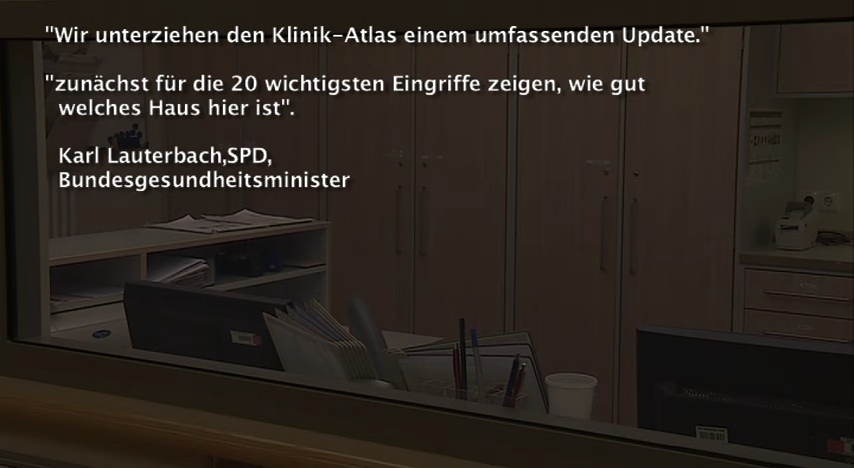 "Wir unterziehen den Klinik-Atlas einem umfassenden Update."
"zunächst für die 20 wichtigsten Eingriffe zeigen, wie gut
welches Haus hier ist".
Karl Lauterbach,SPD,
Bundesgesundheitsminister